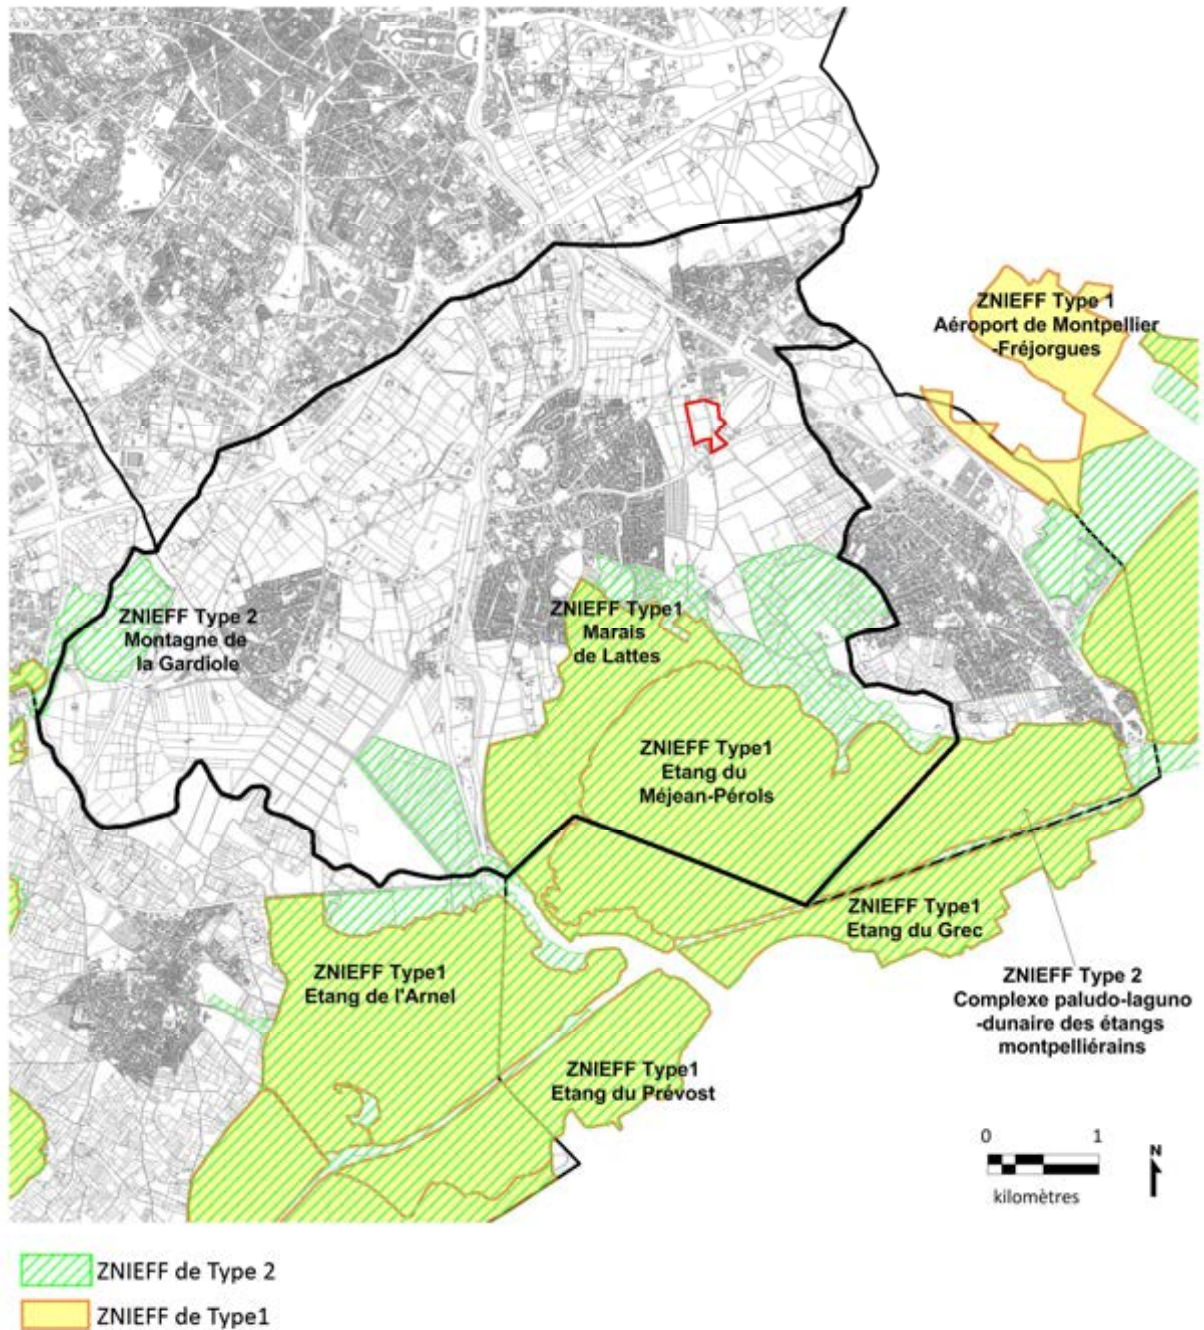 ZNIEFF Type 1
Aéroport de Montpellier
-Fréjorgues
ZNIEFF Type 2
Montagne de
la Gardiole
ZNIEFF Type1
Marais
de Lattes
ZNIEFF Type1
Etang du
Méjean-Pérols
ZNIEFF Type1
Etang du Grec
ZNIEFF Type1
Etang de l'Arnel
ZNIEFF Type 2
Complexe paludo-laguno
-dunaire des étangs
montpelliérains
ZNIEFF Type1
Etang du Prévost
0 1
kilomètres
N
ZNIEFF de Type 2
ZNIEFF de Type1